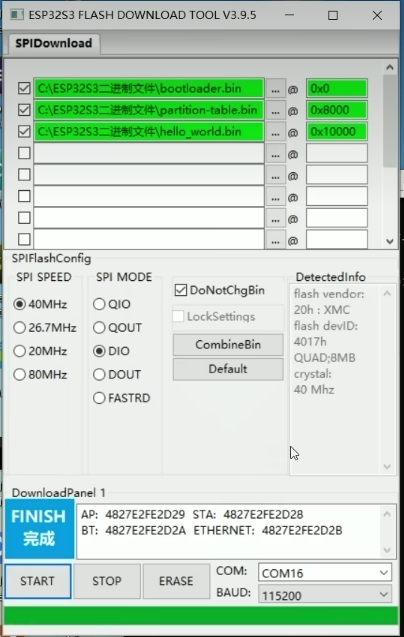 ESP32S3 FLASH DOWNLOAD TOOL V3.9.5
SPIDownload
C:\ESP32S3二进制文件\bootloader.bin ... @ 0x0
C:\ESP32S3二进制文件\partition-table.bin ... @ 0x8000
C:\ESP32S3二进制文件\hello_world.bin ... @ 0x10000
... @
... @
... @
... @
... @
SPIFlashConfig
SPI SPEED
40MHz
26.7MHz
20MHz
80MHz
SPI MODE
QIO
QOUT
DIO
DOUT
FASTRD
DoNotChgBin
LockSettings
CombineBin
Default
DetectedInfo
flash vendor:
20h : XMC
flash devID:
4017h
QUAD;8MB
crystal:
40 Mhz
DownloadPanel 1
FINISH
完成
AP: 4827E2FE2D29 STA: 4827E2FE2D28
BT: 4827E2FE2D2A ETHERNET: 4827E2FE2D2B
START
STOP
ERASE
COM: COM16
BAUD: 115200